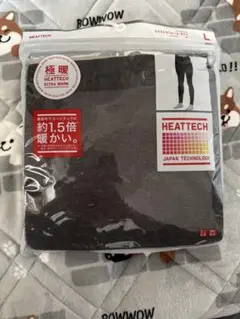 BOWWOW
HEATTECH
L
極暖
HEATTECH
EXTRA WARM
約1.5倍
暖かい。
HEATTECH
JAPAN TECHNOLOGY
BOWWOW